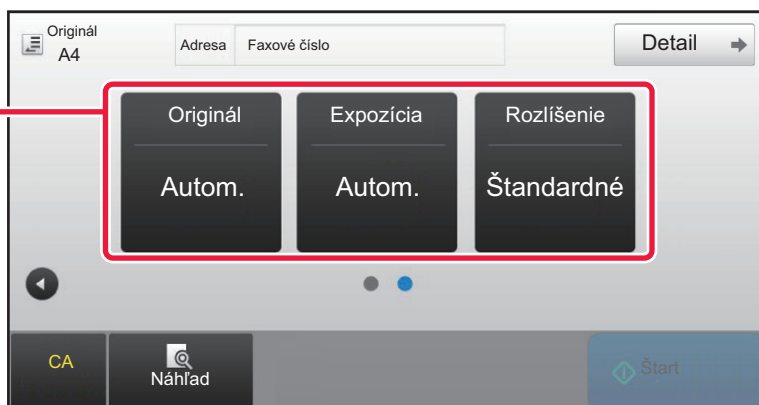 Originál
A4
Adresa
Faxové číslo
Detail
Originál
Expozícia
Rozlíšenie
Autom.
Autom.
Štandardné
CA
Náhľad
Štart